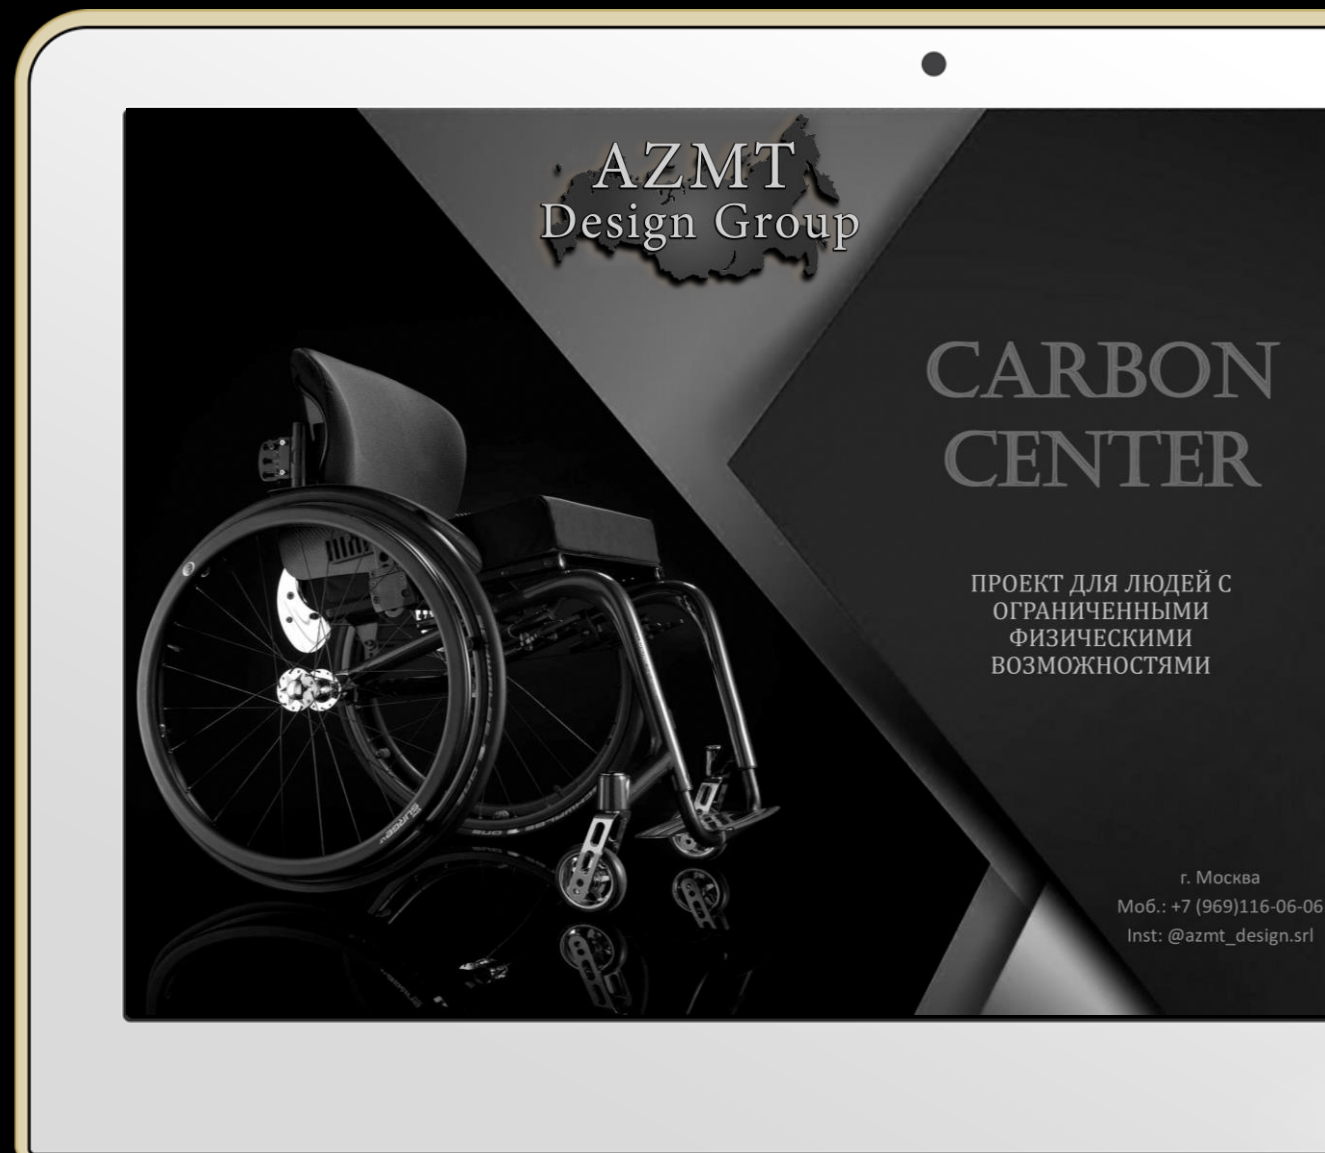 AZMT
Design Group
CARBON
CENTER
ПРОЕКТ ДЛЯ ЛЮДЕЙ С
ОГРАНИЧЕННЫМИ
ФИЗИЧЕСКИМИ
ВОЗМОЖНОСТЯМИ
г. Москва
Моб.: +7 (969)116-06-06
Inst: @azmt_design.srl